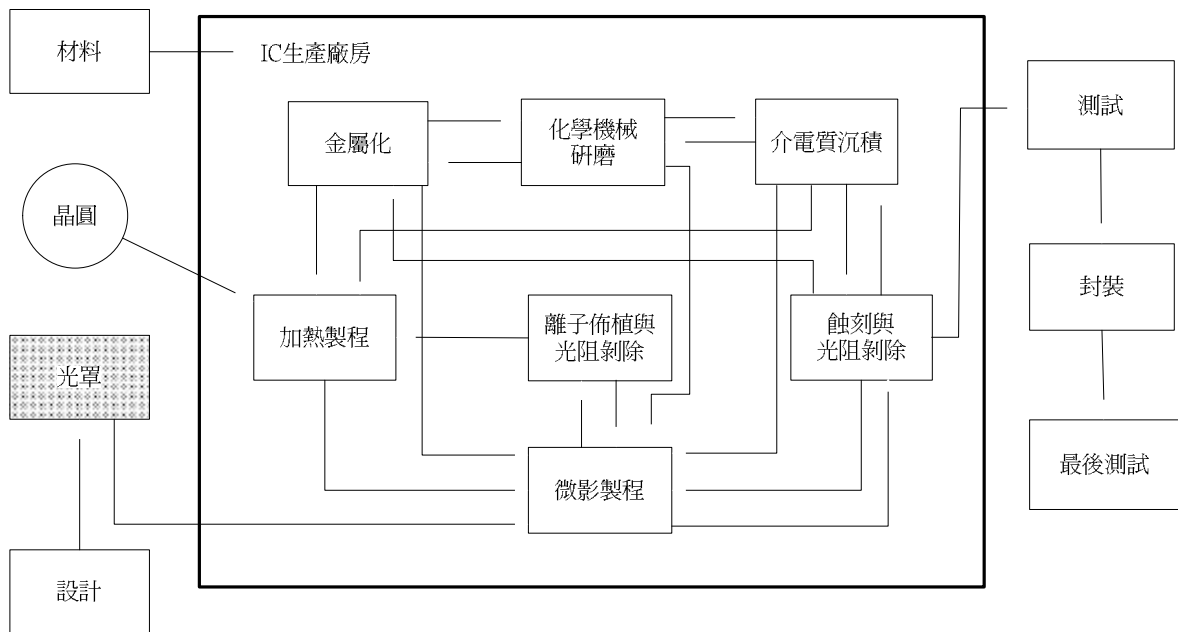 材料
IC生產廠房
測試
金屬化
化學機械
研磨
介電質沉積
晶圓
封裝
加熱製程
離子佈植與
光阻剝除
蝕刻與
光阻剝除
光罩
最後測試
微影製程
設計